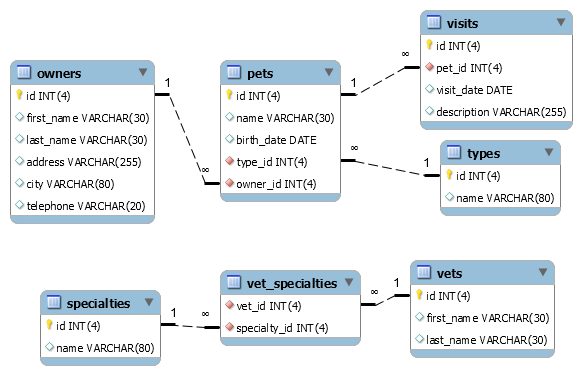 owners
id INT(4)
first_name VARCHAR(30)
last_name VARCHAR(30)
address VARCHAR(255)
city VARCHAR(80)
telephone VARCHAR(20)
1
∞
pets
id INT(4)
name VARCHAR(30)
birth_date DATE
type_id INT(4)
owner_id INT(4)
1
∞
visits
id INT(4)
pet_id INT(4)
visit_date DATE
description VARCHAR(255)
∞
1
types
id INT(4)
name VARCHAR(80)
specialties
id INT(4)
name VARCHAR(80)
1
∞
vet_specialties
vet_id INT(4)
specialty_id INT(4)
∞
1
vets
id INT(4)
first_name VARCHAR(30)
last_name VARCHAR(30)